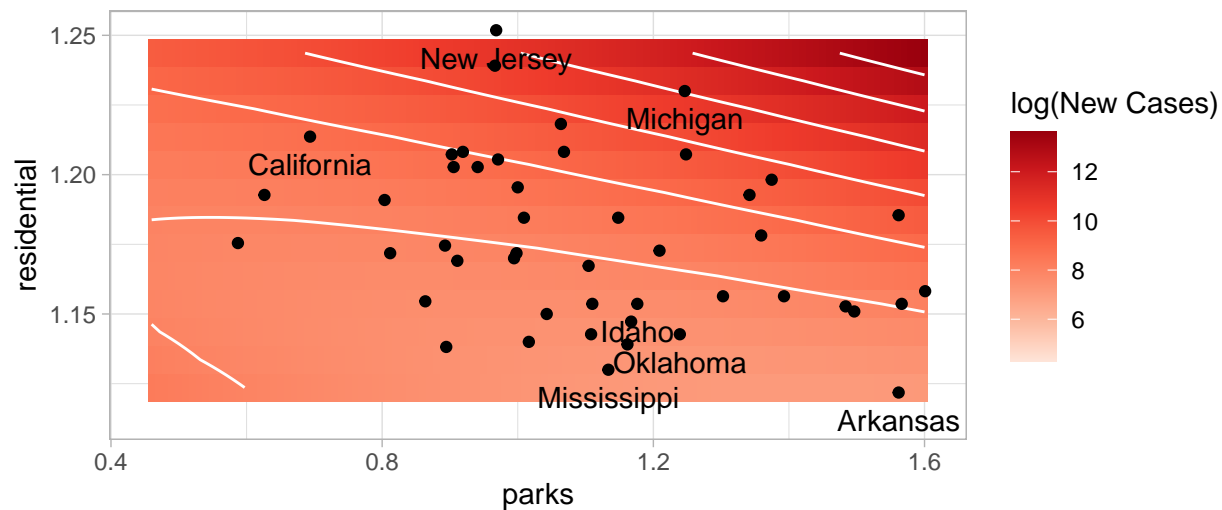 1.25
1.20
1.15
residential
New Jersey
Michigan
California
Idaho
Oklahoma
Mississippi
Arkansas
0.4
0.8
1.2
1.6
parks
log(New Cases)
12
10
8
6